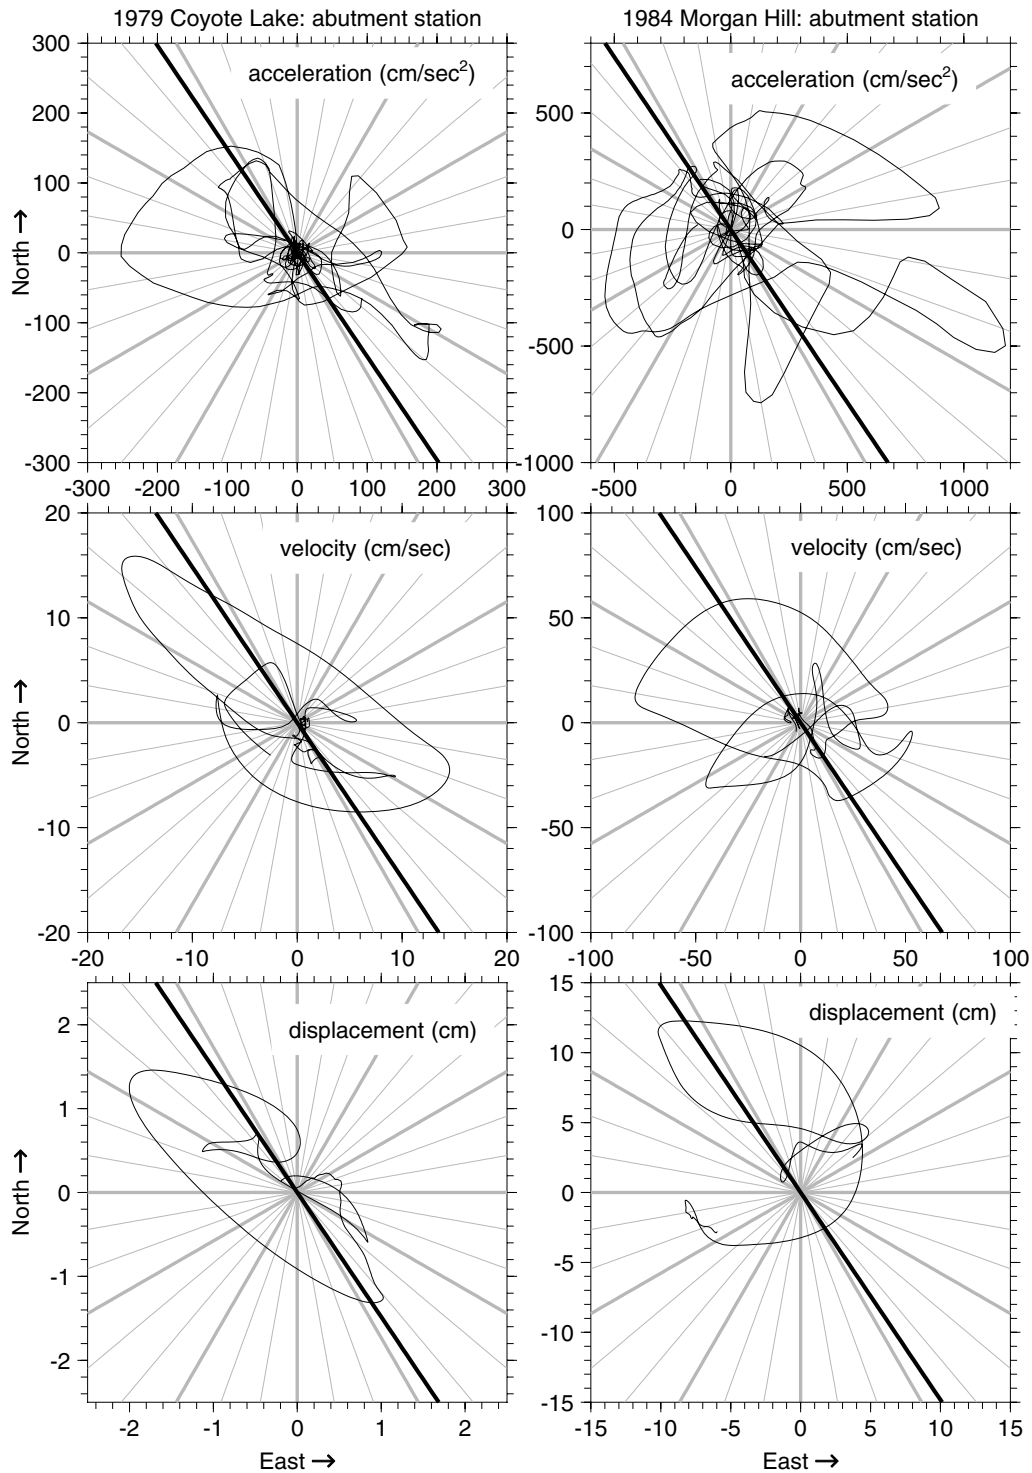 1979 Coyote Lake: abutment station
1984 Morgan Hill: abutment station
300
200
100
0
-100
-200
-300
North →
acceleration (cm/sec2)
-300 -200 -100 0 100 200 300
500
0
-500
-1000
acceleration (cm/sec2)
-500 0 500 1000
20
10
0
-10
-20
North →
velocity (cm/sec)
-20 -10 0 10 20
100
50
0
-50
-100
velocity (cm/sec)
-100 -50 0 50 100
2
1
0
-1
-2
North →
displacement (cm)
-2 -1 0 1 2
East →
15
10
5
0
-5
-10
-15
displacement (cm)
-15 -10 -5 0 5 10 15
East →